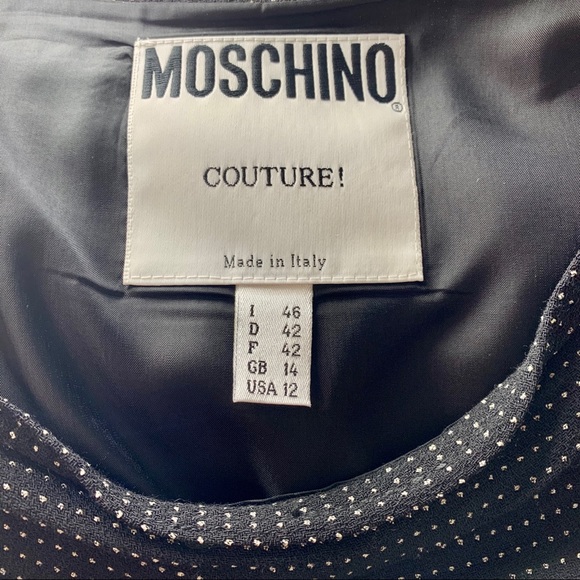 MOSCHINO®
COUTURE!
Made in Italy
I 46
D 42
F 42
GB 14
USA 12